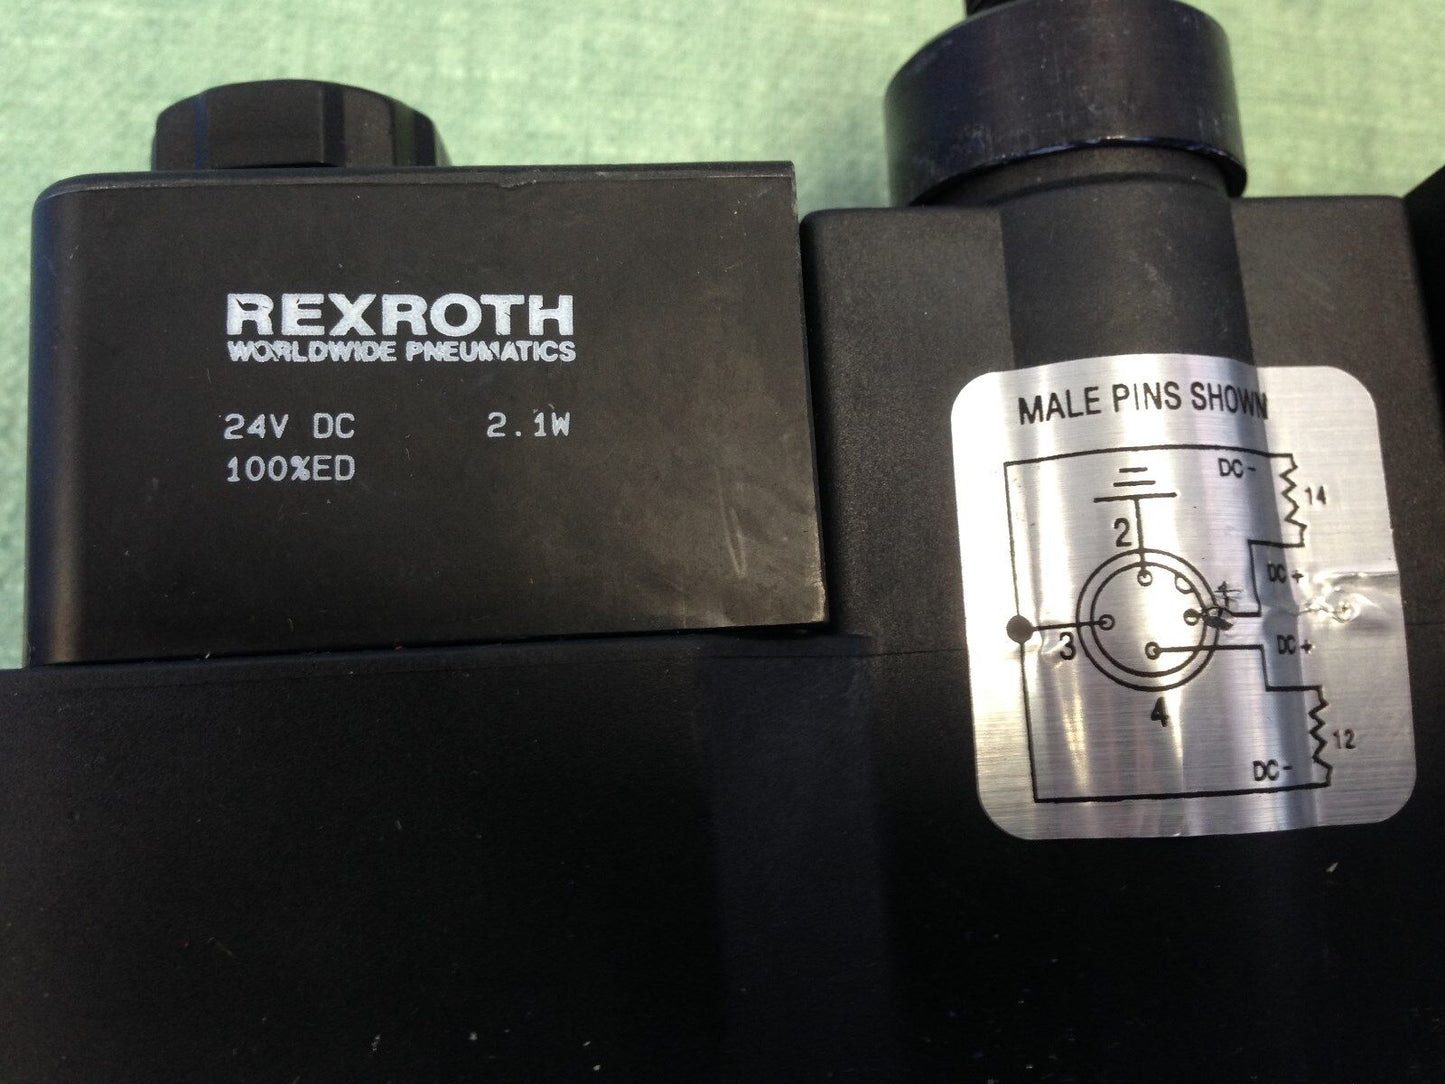 REXROTH
WORLDWIDE PNEUMATICS
24V DC 2.1W
100%ED
MALE PINS SHOWN
DC -
14
2
DC +
3
DC +
4
12
DC -